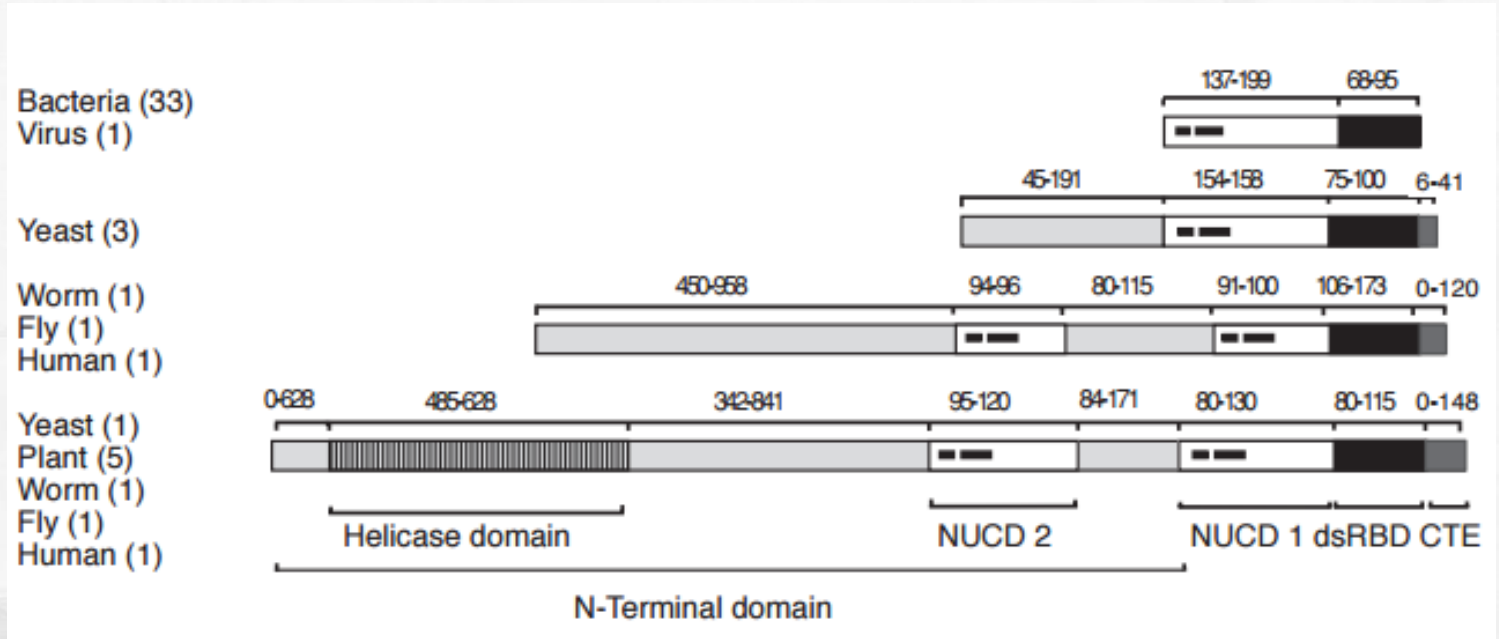 137-199 68-95
Bacteria (33)
Virus (1)
45-191 154-158 75-100 6-41
Yeast (3)
450-958 94-96 80-115 91-100 106-173 0-120
Worm (1)
Fly (1)
Human (1)
0-628 485-628 342-841 95-120 84-171 80-130 80-115 0-148
Yeast (1)
Plant (5)
Worm (1)
Fly (1)
Human (1)
Helicase domain NUCD 2 NUCD 1 dsRBD CTE
N-Terminal domain